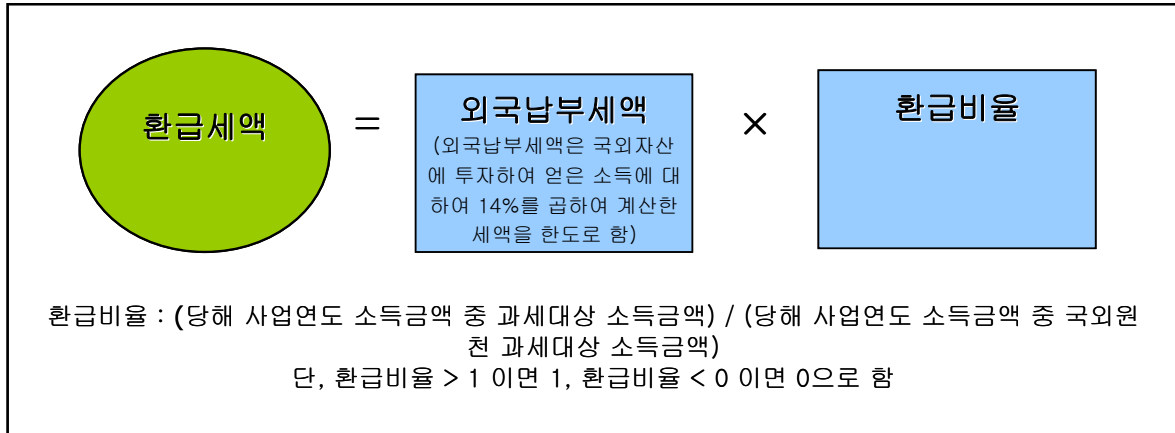 환급세액
=
외국납부세액
(외국납부세액은 국외자산
에 투자하여 얻은 소득에 대
하여 14%를 곱하여 계산한
세액을 한도로 함)
×
환급비율
환급비율 : (당해 사업연도 소득금액 중 과세대상 소득금액) / (당해 사업연도 소득금액 중 국외원
천 과세대상 소득금액)
단, 환급비율 > 1 이면 1, 환급비율 < 0 이면 0으로 함